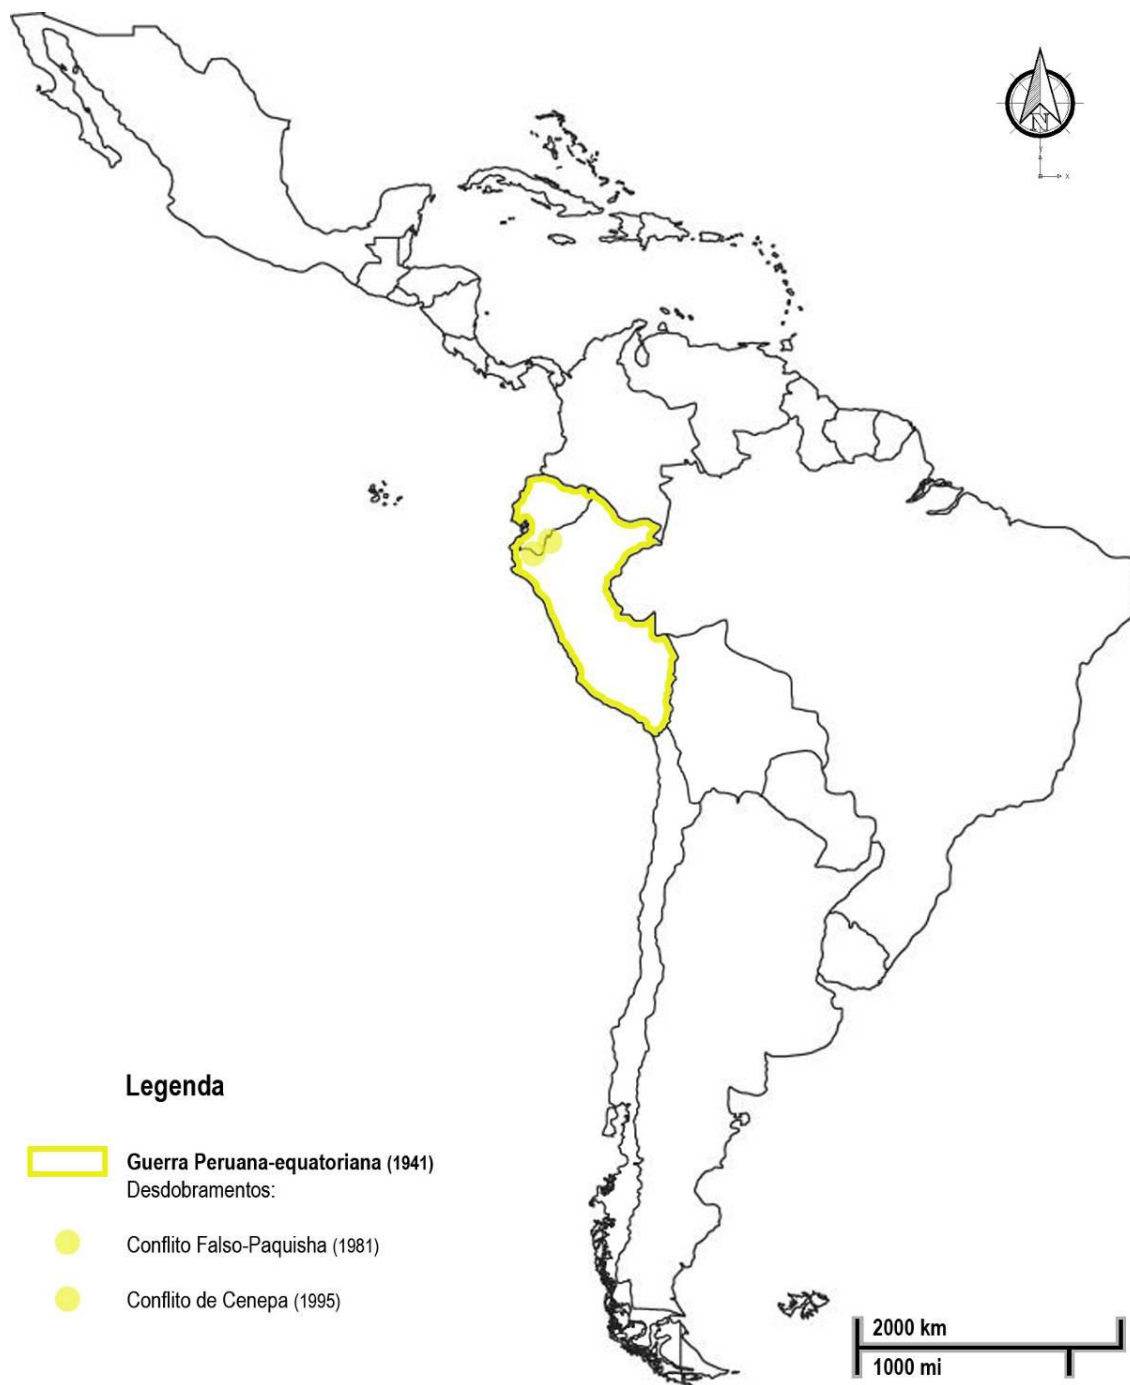 N
Y
X
Legenda
Guerra Peruana-equatoriana (1941)
Desdobramentos:
Conflito Falso-Paquisha (1981)
Conflito de Cenepa (1995)
2000 km
1000 mi